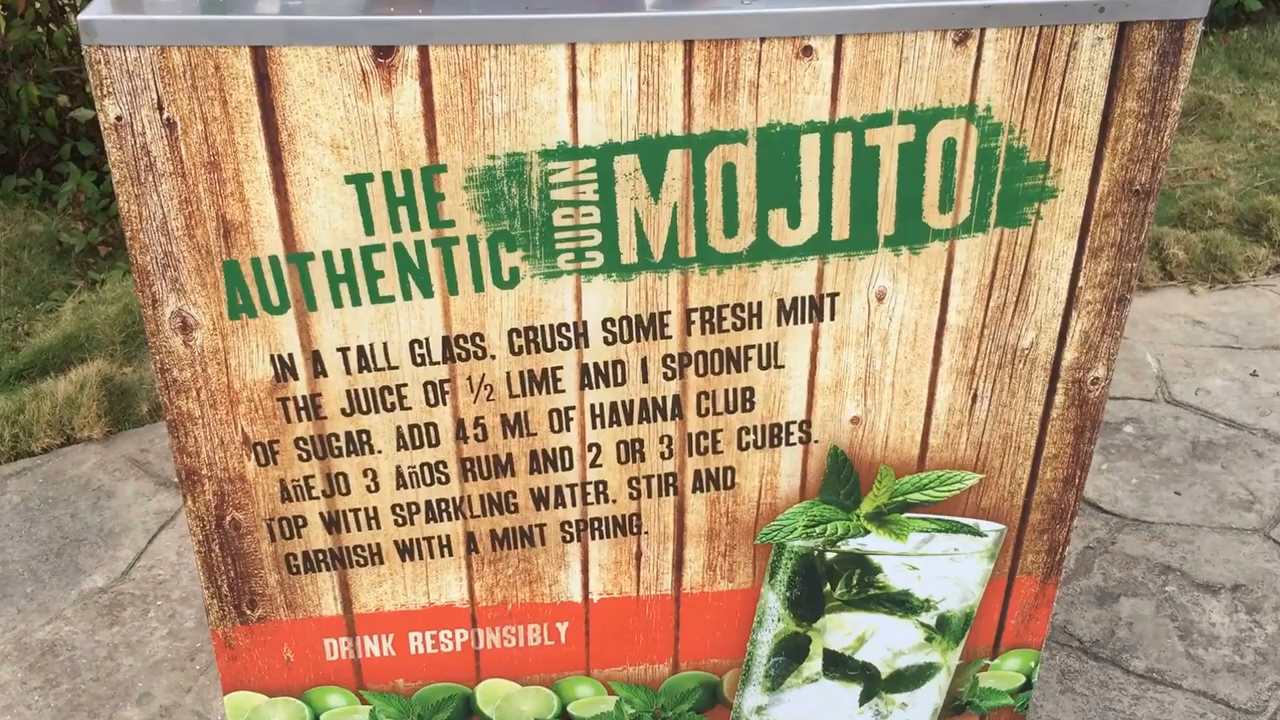 THE
AUTHENTIC
CUBAN
MOJITO
IN A TALL GLASS, CRUSH SOME FRESH MINT
THE JUICE OF ½ LIME AND 1 SPOONFUL
OF SUGAR. ADD 45 ML OF HAVANA CLUB
AñEJO 3 AñOS RUM AND 2 OR 3 ICE CUBES.
TOP WITH SPARKLING WATER. STIR AND
GARNISH WITH A MINT SPRING.
DRINK RESPONSIBLY